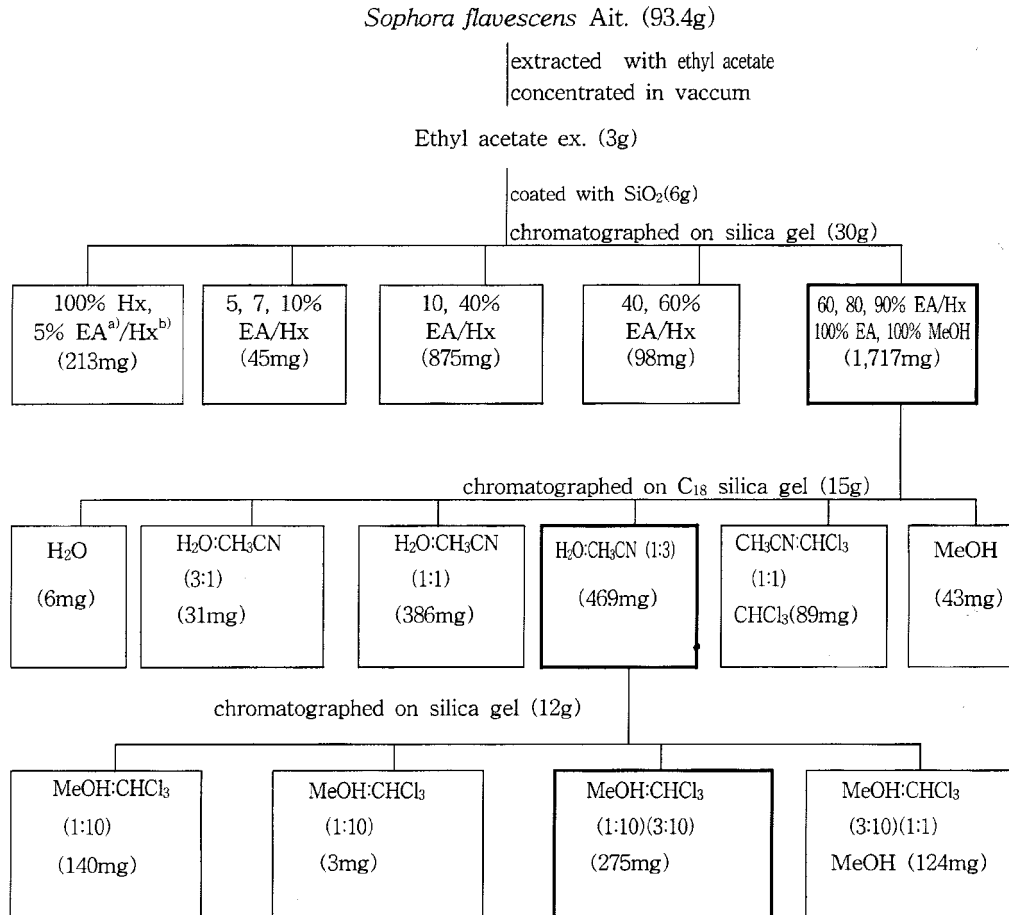 Sophora flavescens Ait. (93.4g)
extracted with ethyl acetate
concentrated in vaccum
Ethyl acetate ex. (3g)
coated with SiO₂(6g)
chromatographed on silica gel (30g)
100% Hx,
5% EAᵃ⁾/Hxᵇ⁾
(213mg)
5, 7, 10%
EA/Hx
(45mg)
10, 40%
EA/Hx
(875mg)
40, 60%
EA/Hx
(98mg)
60, 80, 90% EA/Hx
100% EA, 100% MeOH
(1,717mg)
chromatographed on C₁₈ silica gel (15g)
H₂O
(6mg)
H₂O:CH₃CN
(3:1)
(31mg)
H₂O:CH₃CN
(1:1)
(386mg)
H₂O:CH₃CN (1:3)
(469mg)
CH₃CN:CHCl₃
(1:1)
CHCl₃(89mg)
MeOH
(43mg)
chromatographed on silica gel (12g)
MeOH:CHCl₃
(1:10)
(140mg)
MeOH:CHCl₃
(1:10)
(3mg)
MeOH:CHCl₃
(1:10)(3:10)
(275mg)
MeOH:CHCl₃
(3:10)(1:1)
MeOH (124mg)